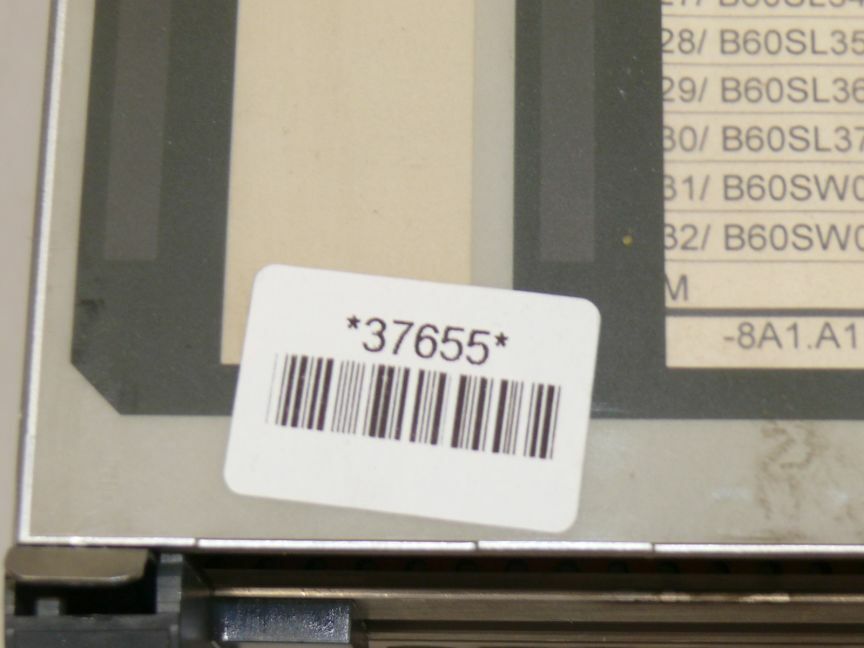 28/ B60SL35
29/ B60SL36
30/ B60SL37
31/ B60SW0
32/ B60SW0
M
-8A1.A1
*37655*